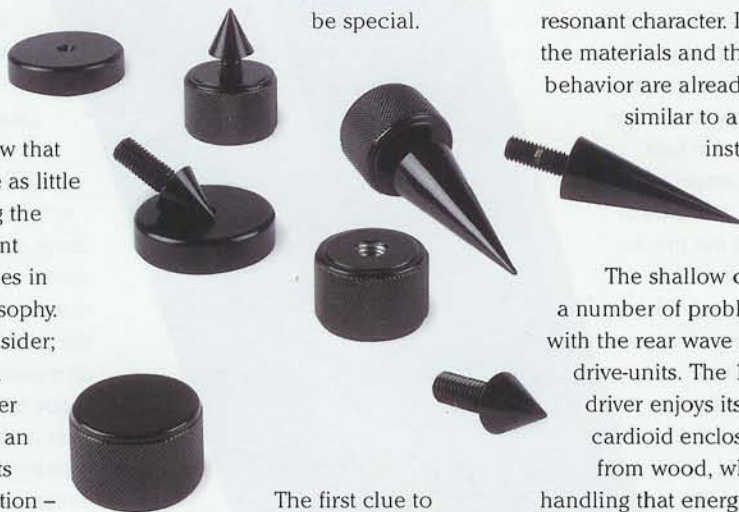 w that
e as little
g the
nt
es in
sophy.
sider;
er
an
ts
tion –
be special.
The first clue to
resonant character. I
the materials and th
behavior are alread
similar to a
inst
The shallow c
a number of probl
with the rear wave
drive-units. The 1
driver enjoys its
cardioid enclos
from wood, wh
handling that energ